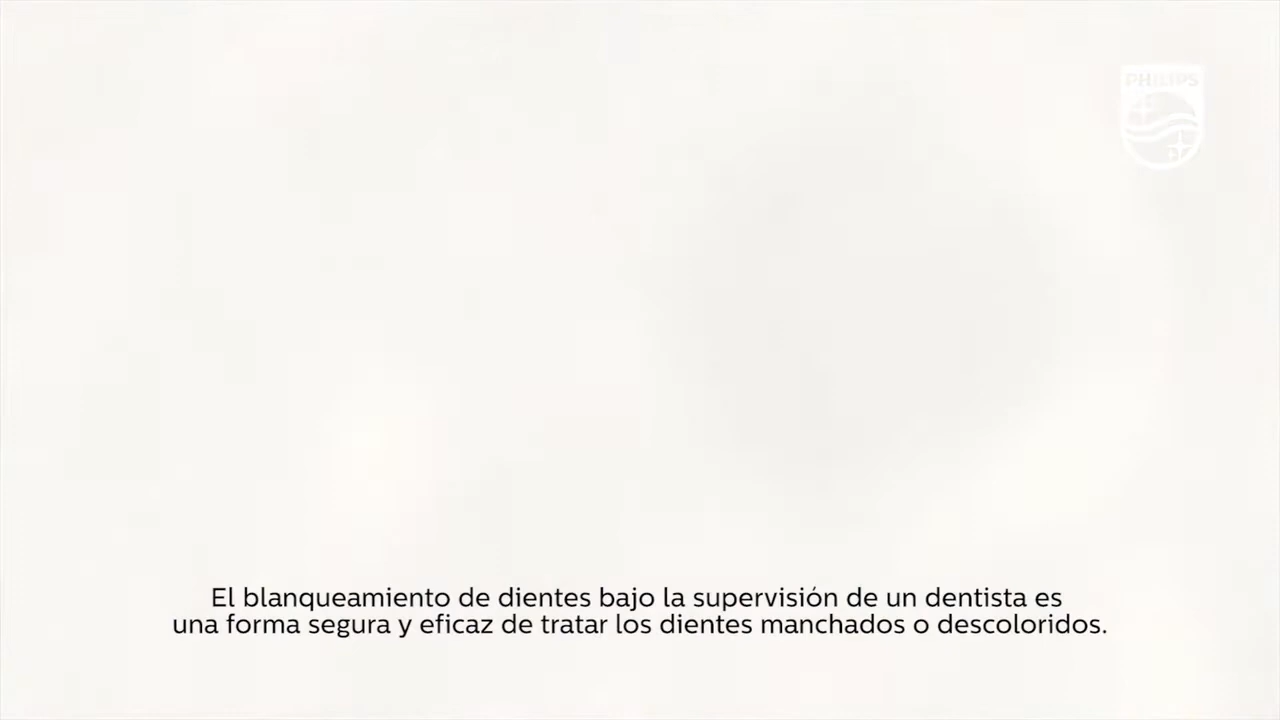 PHILIPS
El blanqueamiento de dientes bajo la supervisión de un dentista es
una forma segura y eficaz de tratar los dientes manchados o descoloridos.